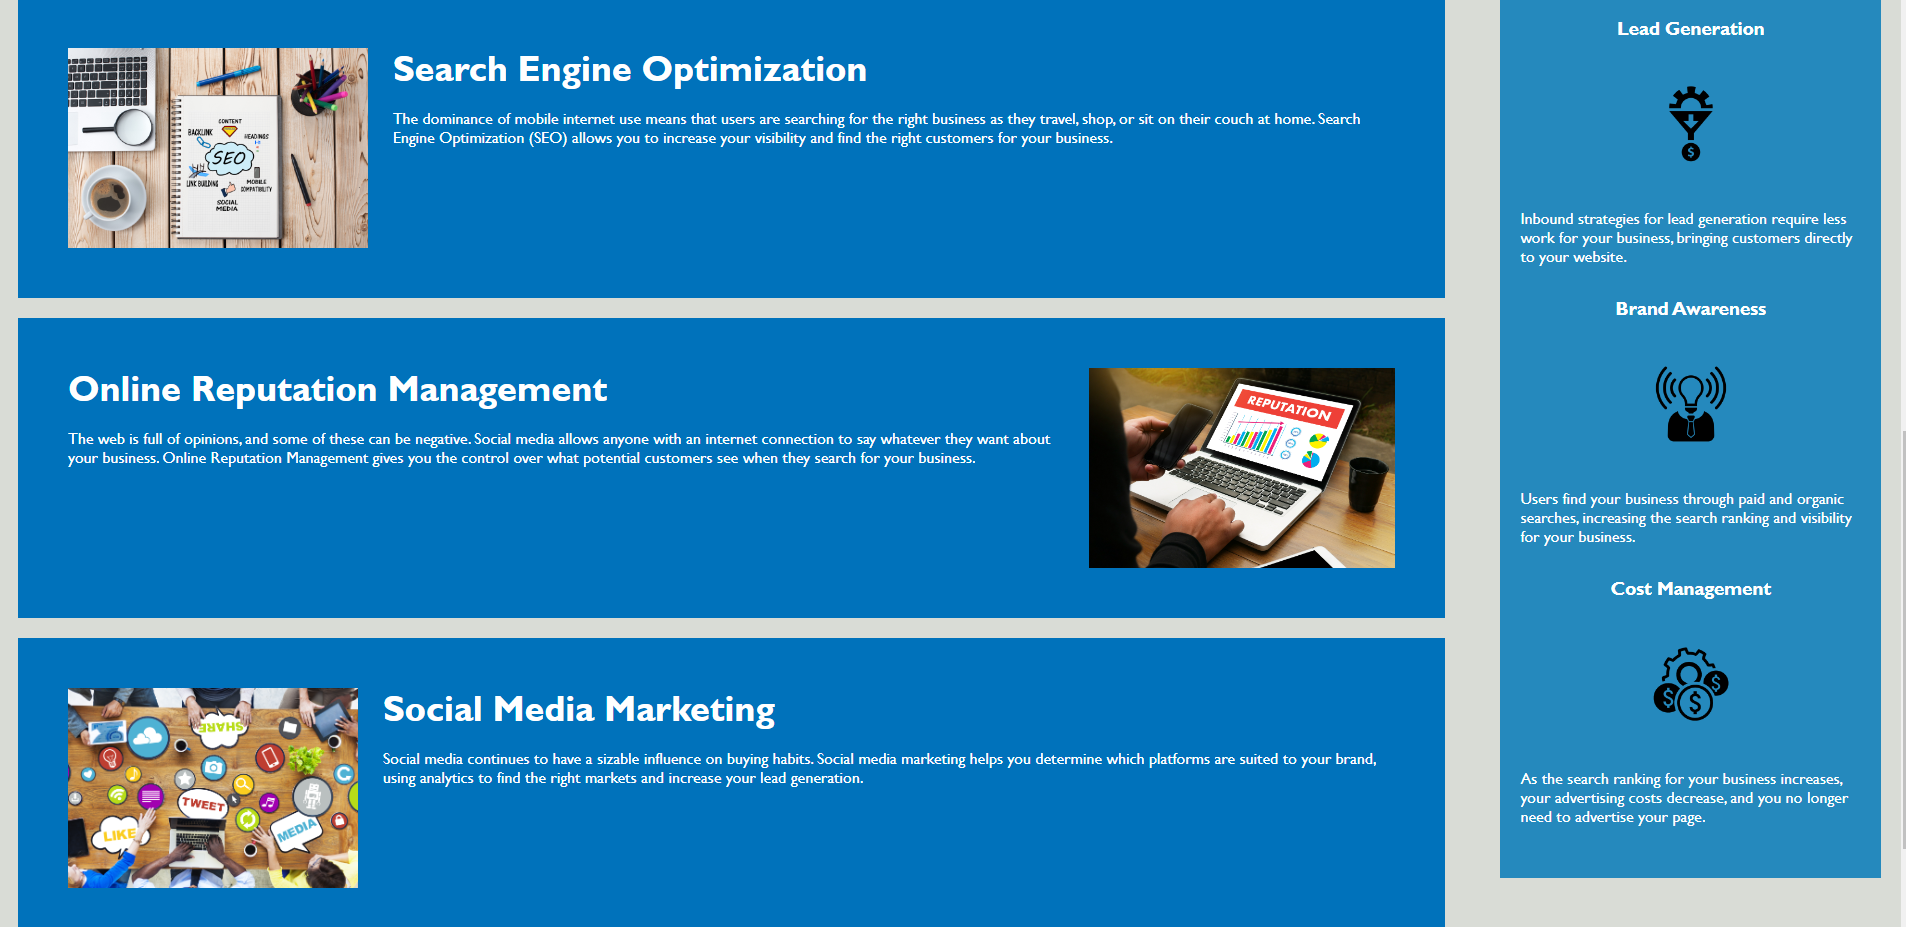 Search Engine Optimization
The dominance of mobile internet use means that users are searching for the right business as they travel, shop, or sit on their couch at home. Search
Engine Optimization (SEO) allows you to increase your visibility and find the right customers for your business.
CONTENT
BACKLINK
HEADINGS
SEO
LINK BUILDING
MOBILE
COMPATIBILITY
SOCIAL
MEDIA
Online Reputation Management
The web is full of opinions, and some of these can be negative. Social media allows anyone with an internet connection to say whatever they want about
your business. Online Reputation Management gives you the control over what potential customers see when they search for your business.
REPUTATION
Social Media Marketing
Social media continues to have a sizable influence on buying habits. Social media marketing helps you determine which platforms are suited to your brand,
using analytics to find the right markets and increase your lead generation.
SHARE
TWEET
LIKE
MEDIA
Lead Generation
$
Inbound strategies for lead generation require less
work for your business, bringing customers directly
to your website.
Brand Awareness
Users find your business through paid and organic
searches, increasing the search ranking and visibility
for your business.
Cost Management
$ $ $
As the search ranking for your business increases,
your advertising costs decrease, and you no longer
need to advertise your page.